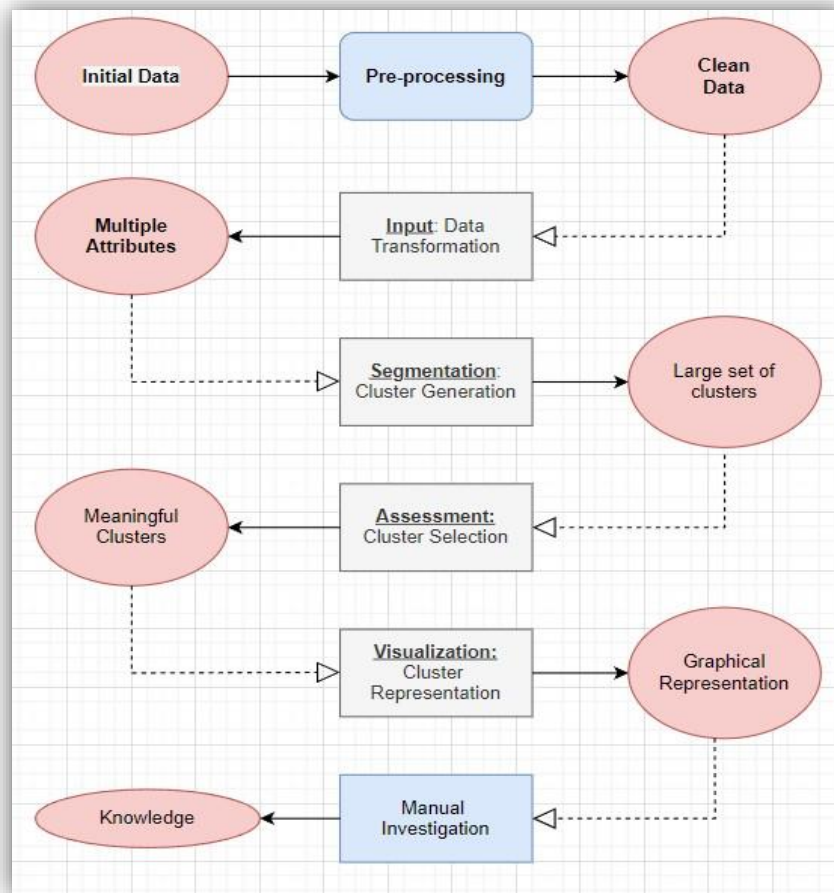 Initial Data
Pre-processing
Clean
Data
Multiple
Attributes
Input: Data
Transformation
Segmentation:
Cluster Generation
Large set of
clusters
Meaningful
Clusters
Assessment:
Cluster Selection
Visualization:
Cluster
Representation
Graphical
Representation
Knowledge
Manual
Investigation